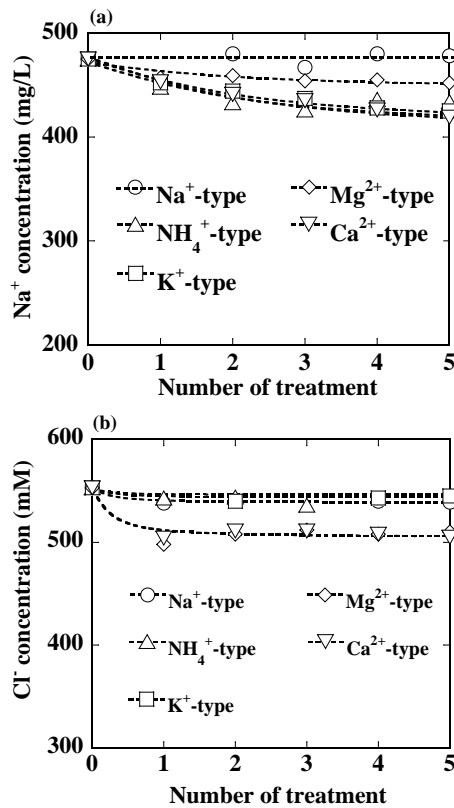 (a)
500
400
300
200
Na⁺ concentration (mg/L)
Na⁺-type
Mg²⁺-type
NH₄⁺-type
Ca²⁺-type
K⁺-type
0 1 2 3 4 5
Number of treatment
(b)
600
500
400
300
Cl⁻ concentration (mM)
Na⁺-type
Mg²⁺-type
NH₄⁺-type
Ca²⁺-type
K⁺-type
0 1 2 3 4 5
Number of treatment